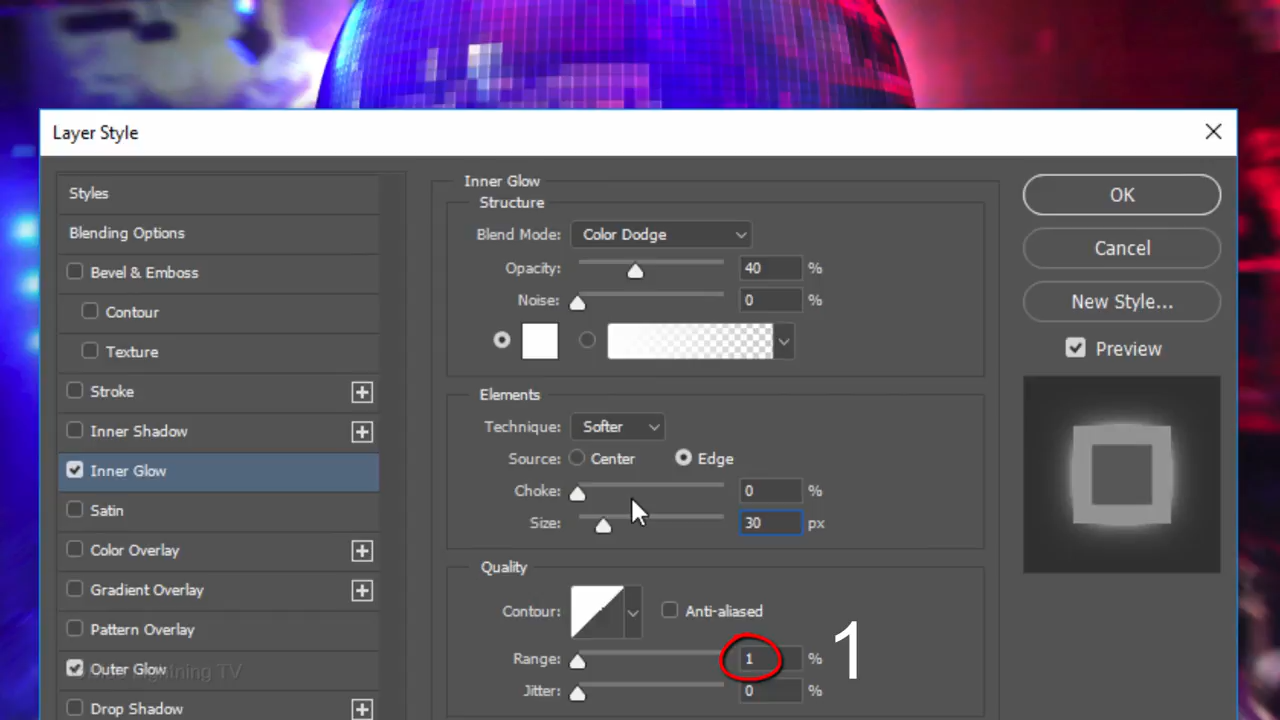 Layer Style
Styles
Blending Options
Bevel & Emboss
Contour
Texture
Stroke
Inner Shadow
Inner Glow
Satin
Color Overlay
Gradient Overlay
Pattern Overlay
Outer Glow
Drop Shadow
Inner Glow
Structure
Blend Mode: Color Dodge
Opacity: 40 %
Noise: 0 %
Elements
Technique: Softer
Source: Center Edge
Choke: 0 %
Size: 30 px
Quality
Contour: Anti-aliased
Range: 1 % 1
Jitter: 0 %
OK
Cancel
New Style...
Preview